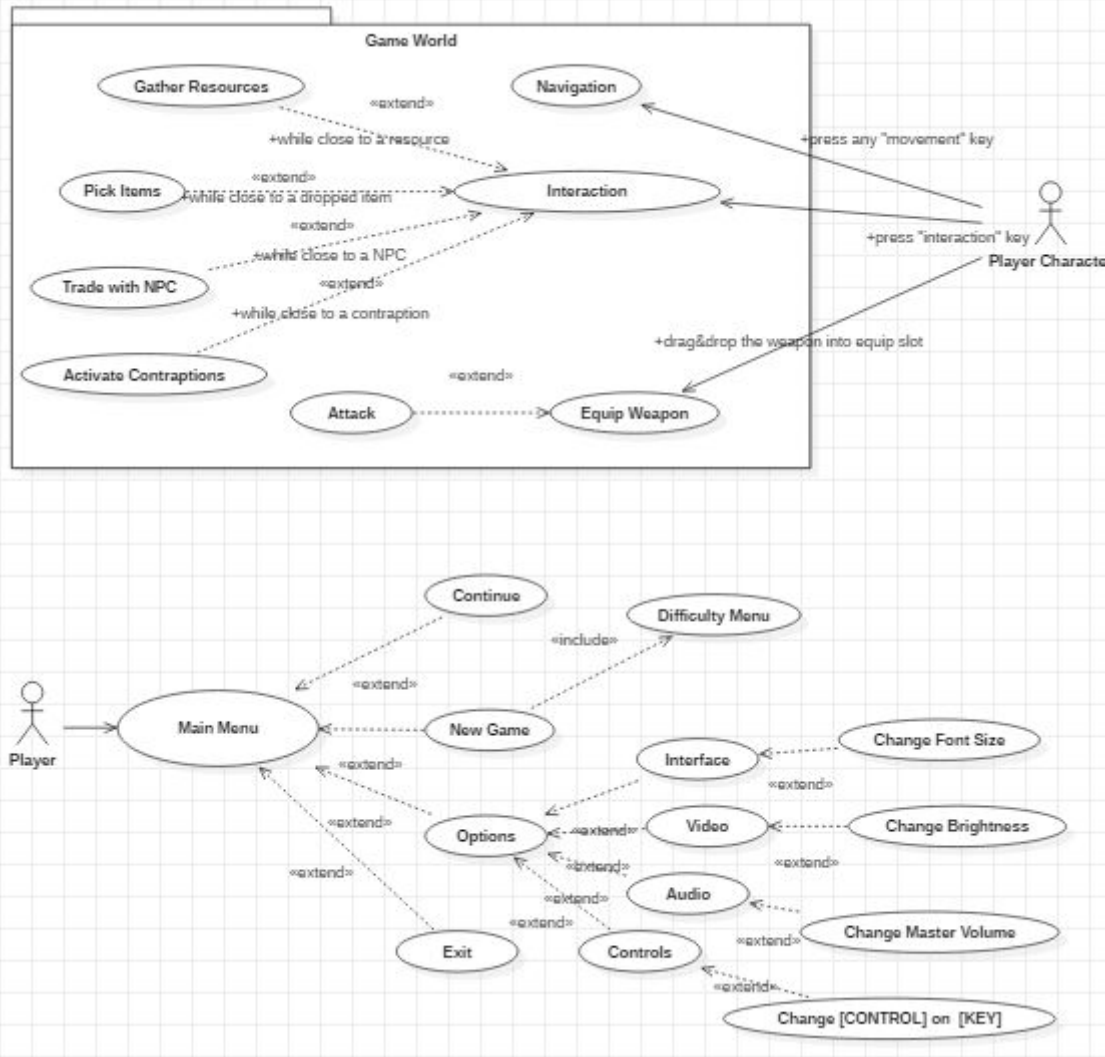 Game World
Gather Resources
Navigation
«extend»
+while close to a resource
+press any "movement" key
«extend»
Pick Items
Interaction
+while close to a dropped item
«extend»
+press "interaction" key
+while close to a NPC
Player Characte
Trade with NPC
«extend»
+while close to a contraption
+drag&drop the weapon into equip slot
Activate Contraptions
«extend»
Attack
Equip Weapon
Continue
Difficulty Menu
«include»
«extend»
Main Menu
New Game
Player
Change Font Size
Interface
«extend»
«extend»
«extend»
Options
«extend»
Video
Change Brightness
«extend»
«extend»
«extend»
Audio
«extend»
«extend»
Change Master Volume
«extend»
Exit
Controls
«extend»
Change [CONTROL] on [KEY]